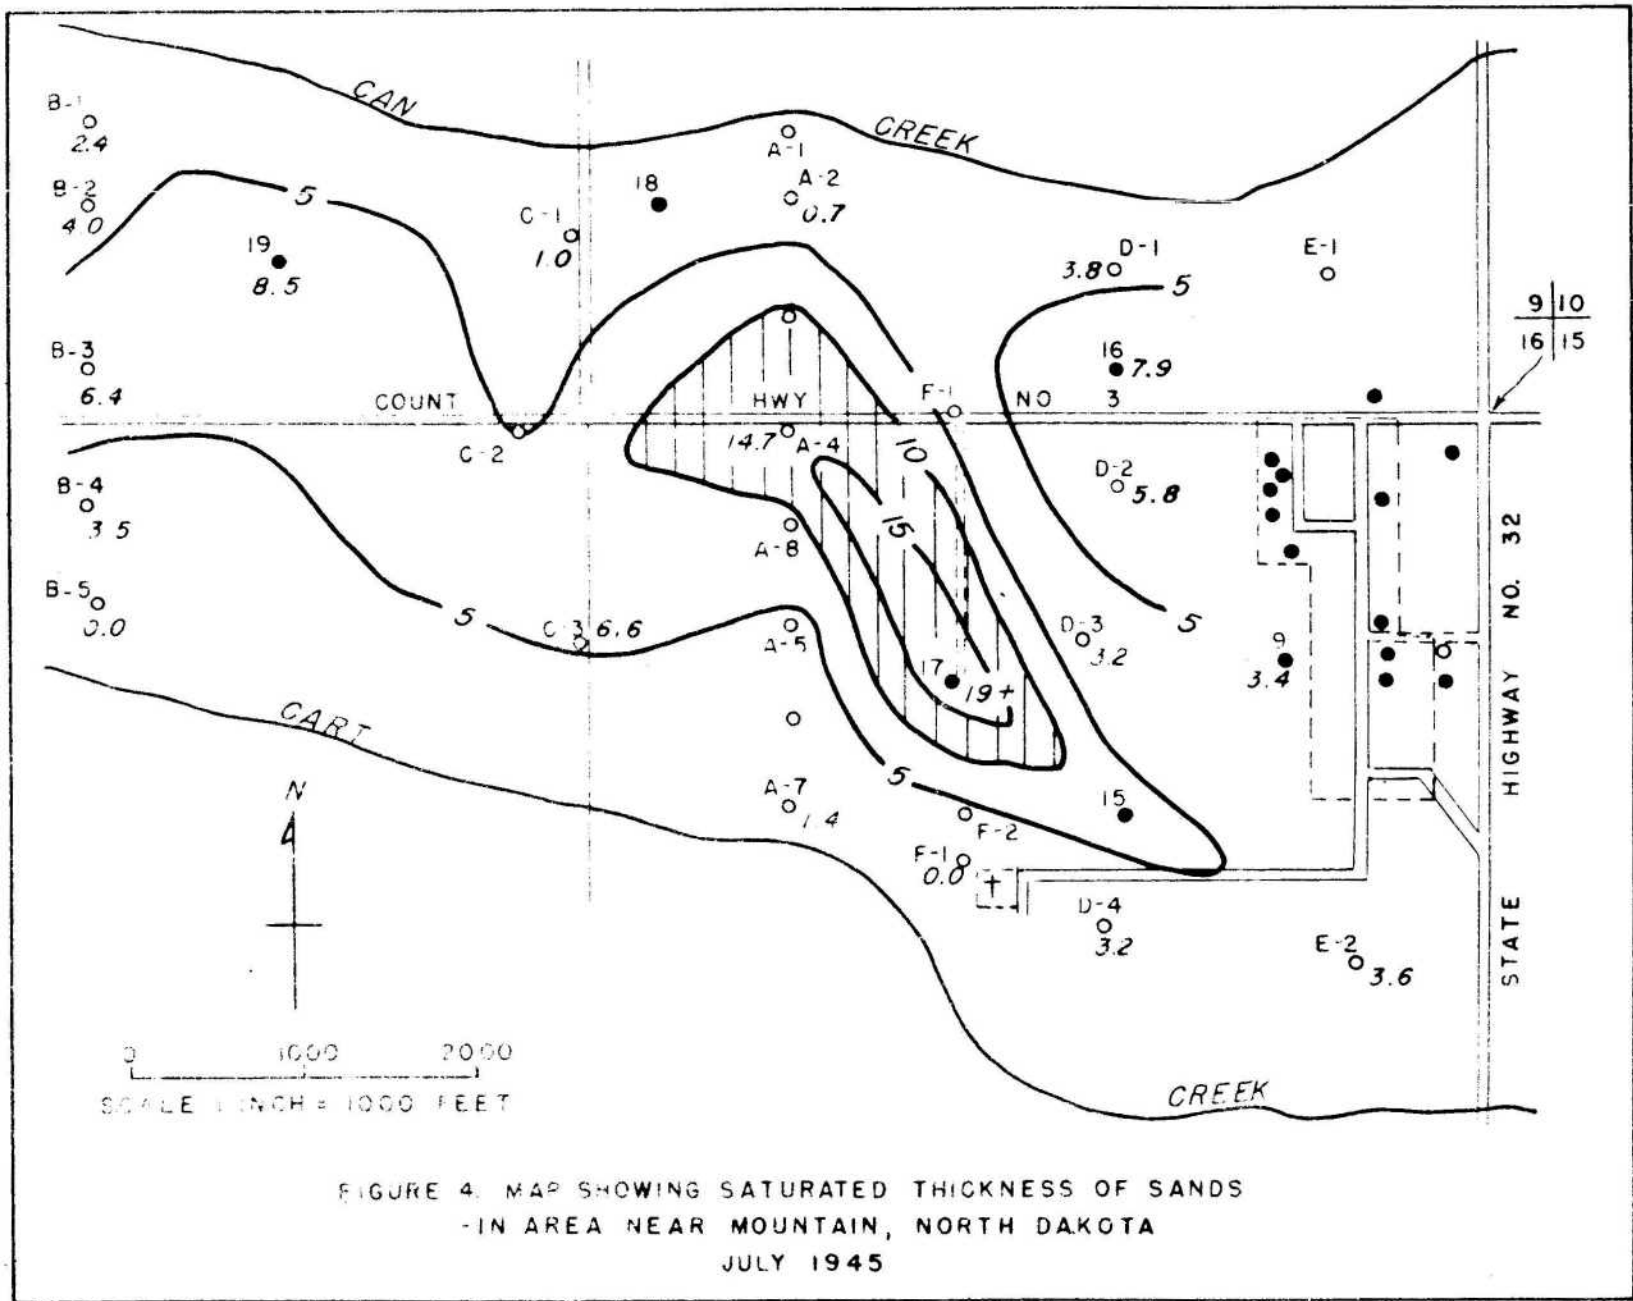 CAN
CREEK
B-1
2.4
A-1
A-2
0.7
18
B-2
4.0
5
C-1
1.0
19
8.5
D-1
3.8
E-1
5
9 10
16 15
B-3
6.4
16
7.9
COUNT
HWY
F-1
NO 3
C-2
14.7
A-4
10
D-2
5.8
B-4
3 5
15
A-8
STATE HIGHWAY NO. 32
B-5
0.0
5
C-3
6.6
A-5
D-3
3.2
5
9
3.4
17
19+
CART
5
N
A-7
1.4
15
F-2
F-1
0.0
D-4
3.2
E-2
3.6
0 1000 2000
SCALE 1 INCH = 1000 FEET
CREEK
FIGURE 4. MAP SHOWING SATURATED THICKNESS OF SANDS
-IN AREA NEAR MOUNTAIN, NORTH DAKOTA
JULY 1945